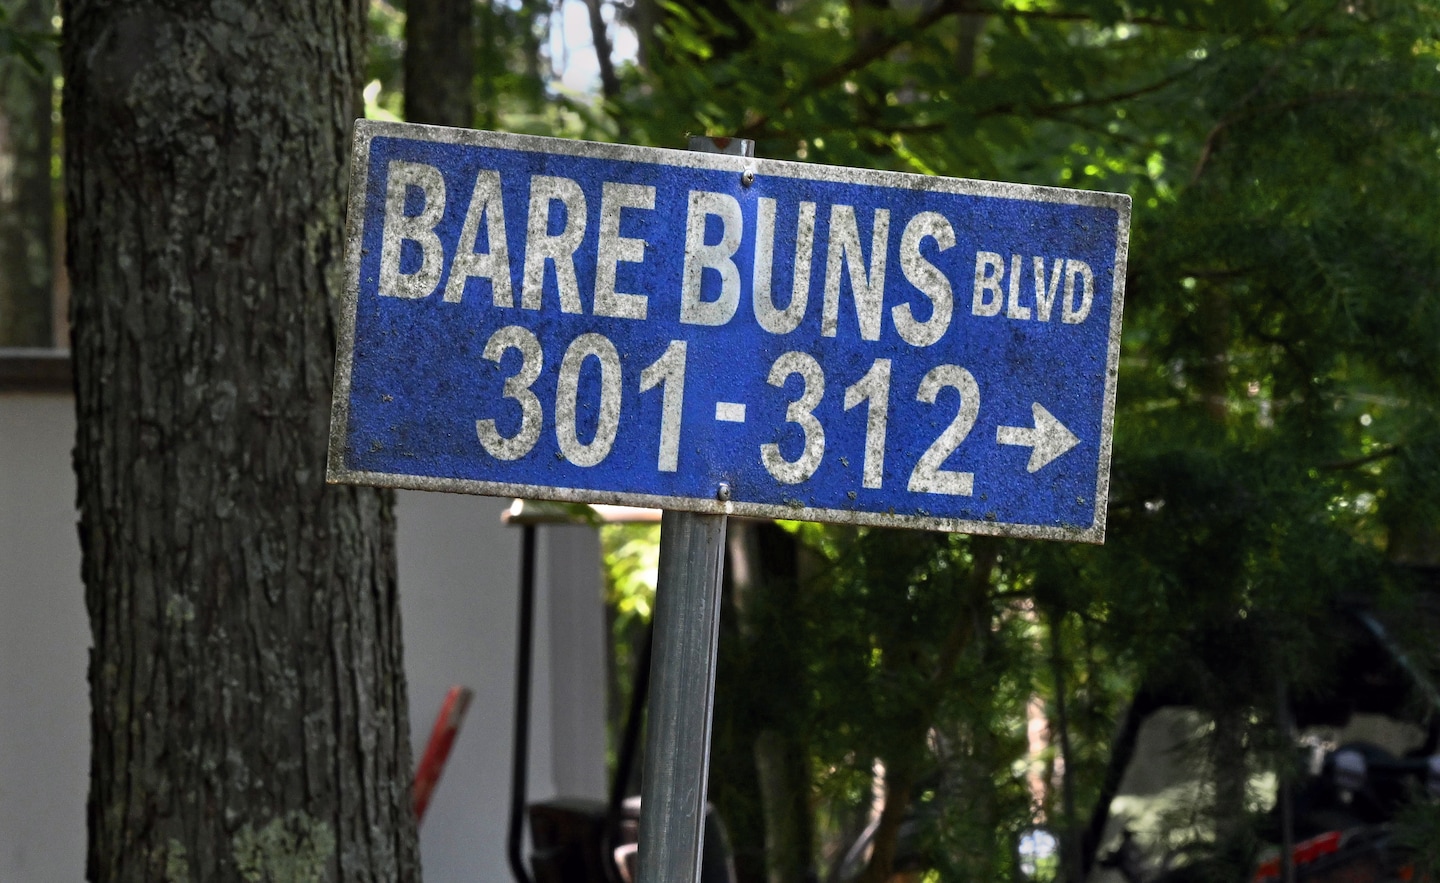 BARE BUNS BLVD
301-312 →